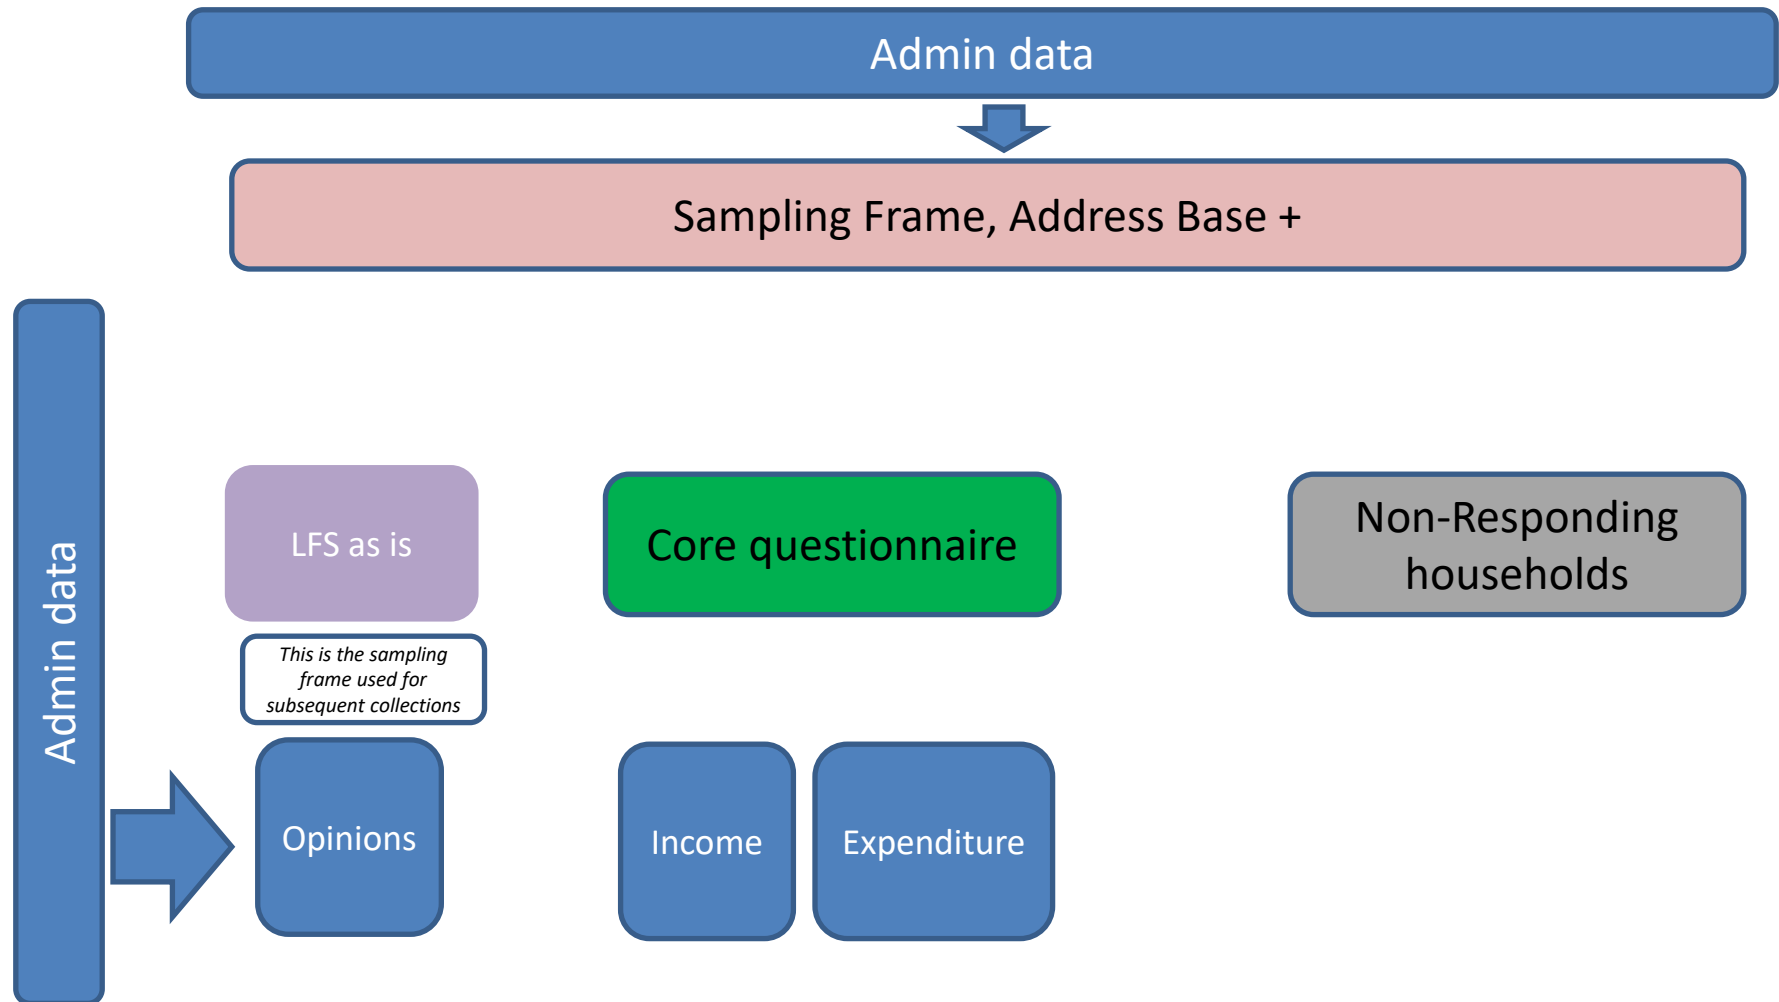 Admin data
Sampling Frame, Address Base +
Admin data
LFS as is
Core questionnaire
Non-Responding
households
This is the sampling
frame used for
subsequent collections
Opinions
Income
Expenditure